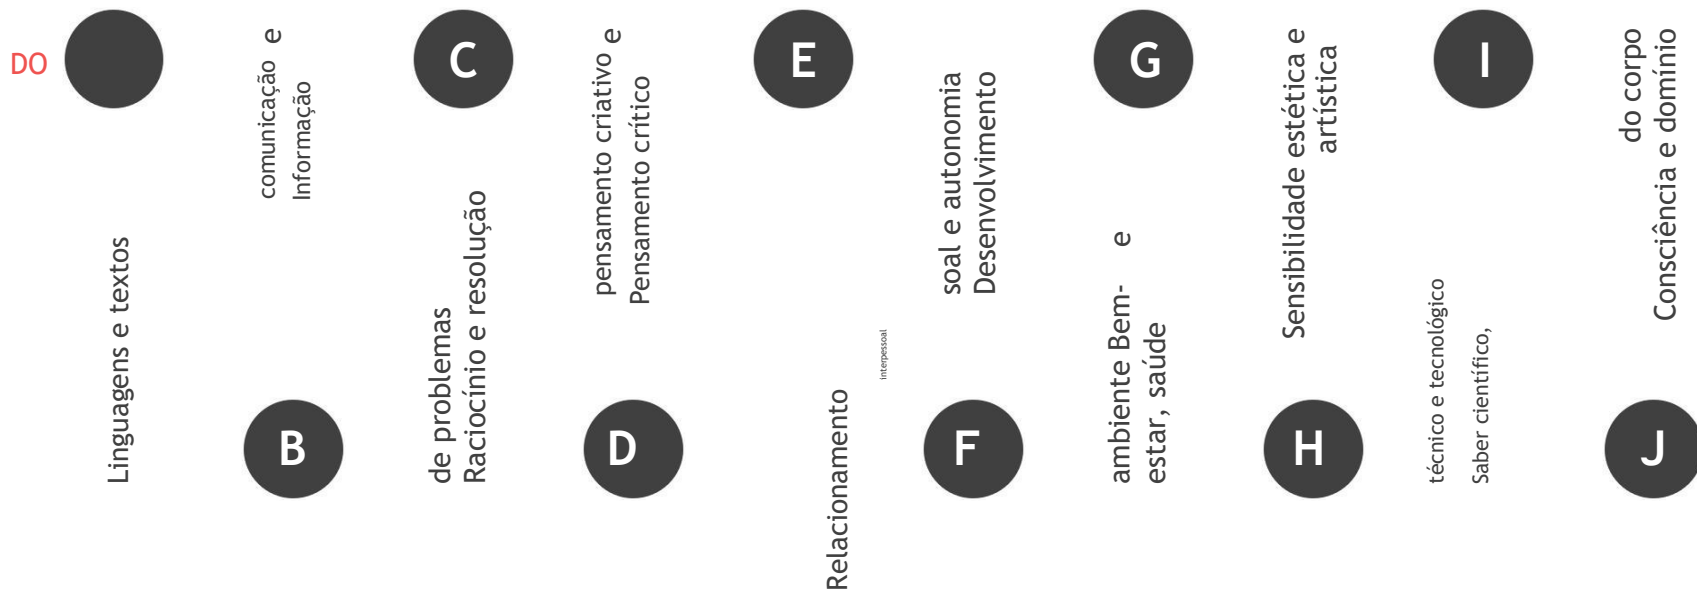 DO
Linguagens e textos
B
comunicação e
Informação
C
de problemas
Raciocínio e resolução
D
pensamento criativo e
Pensamento crítico
E
Relacionamento
interpessoal
F
soal e autonomia
Desenvolvimento
G
ambiente Bem- e
estar, saúde
H
Sensibilidade estética e
artística
I
técnico e tecnológico
Saber científico,
J
do corpo
Consciência e domínio